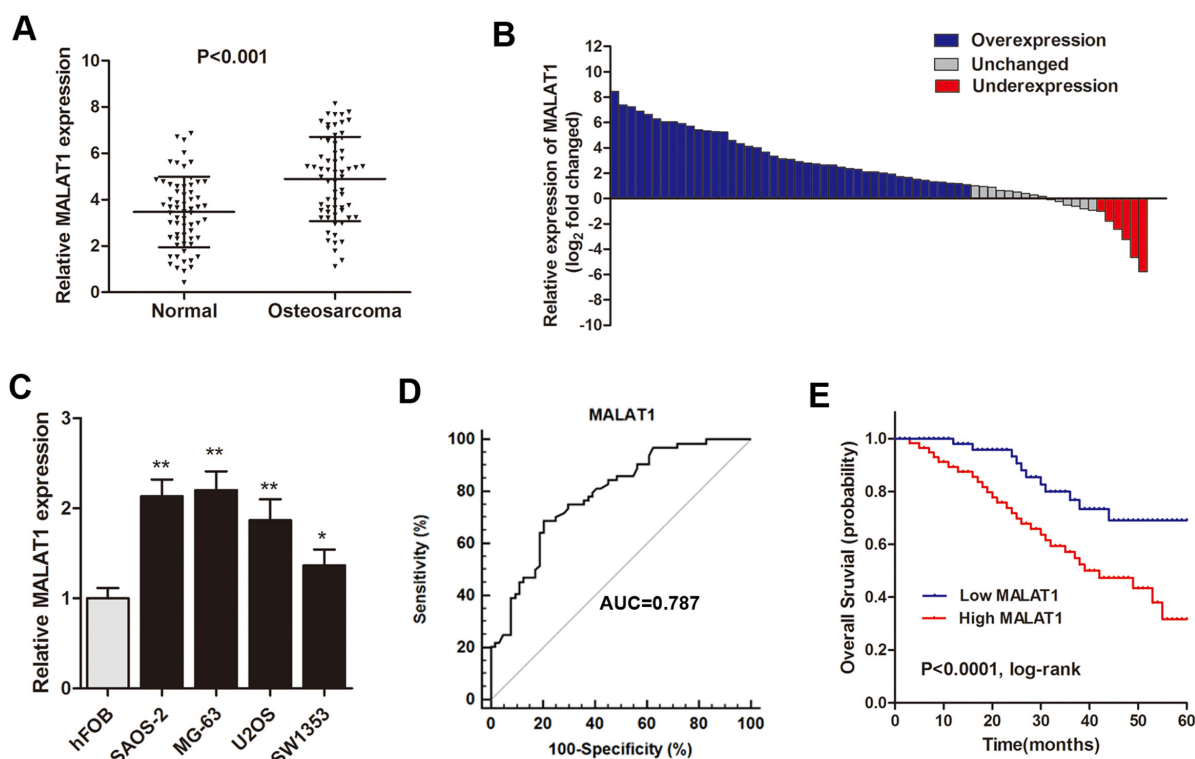 A
P<0.001
Relative MALAT1 expression
10
8
6
4
2
0
Normal
Osteosarcoma
B
Relative expression of MALAT1
(log2 fold changed)
12
10
8
6
4
2
0
-2
-4
-6
-8
-10
Overexpression
Unchanged
Underexpression
C
Relative MALAT1 expression
3
2
1
0
**
**
**
*
hFOB
SAOS-2
MG-63
U2OS
SW1353
D
MALAT1
Sensitivity (%)
100
80
60
40
20
0
AUC=0.787
0
20
40
60
80
100
100-Specificity (%)
E
Overall Sruvial (probability)
1.0
0.8
0.6
0.4
0.2
0.0
Low MALAT1
High MALAT1
P<0.0001, log-rank
0
10
20
30
40
50
60
Time(months)